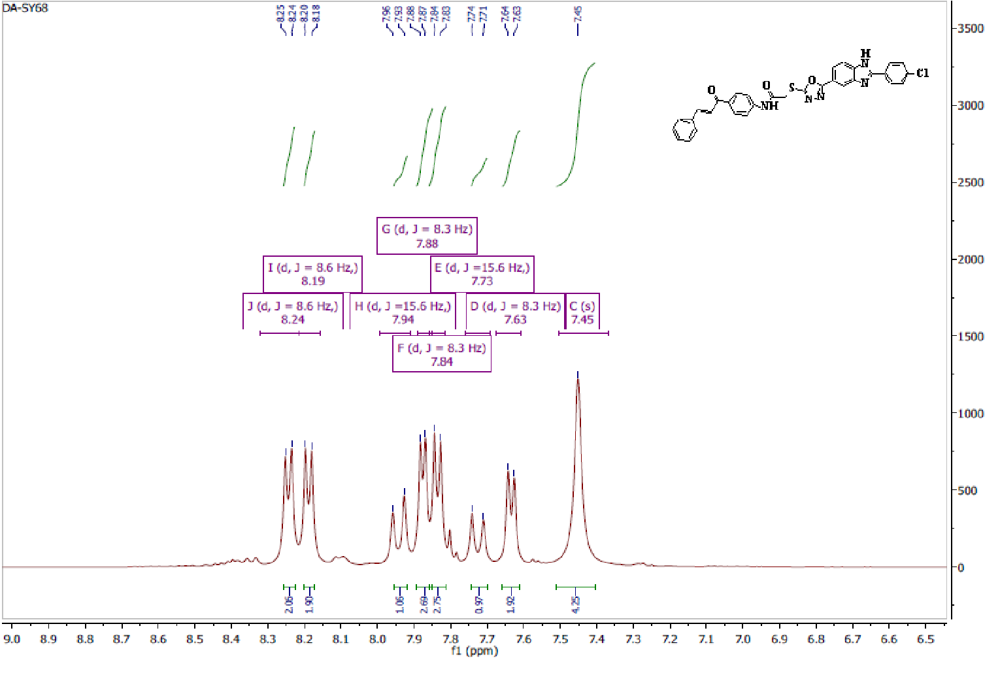 DA-SY68
8.25
8.24
8.20
8.18
7.96
7.93
7.88
7.87
7.84
7.83
7.74
7.71
7.64
7.63
7.45
H
N
N
Cl
O
S
N
N
O
NH
O
G (d, J = 8.3 Hz)
7.88
I (d, J = 8.6 Hz,)
8.19
E (d, J =15.6 Hz,)
7.73
J (d, J = 8.6 Hz,)
8.24
H (d, J =15.6 Hz,)
7.94
D (d, J = 8.3 Hz)
7.63
C (s)
7.45
F (d, J = 8.3 Hz)
7.84
3500
3000
2500
2000
1500
1000
500
0
2.06
1.90
1.06
2.69
2.75
0.97
1.92
4.25
9.0 8.9 8.8 8.7 8.6 8.5 8.4 8.3 8.2 8.1 8.0 7.9 7.8 7.7 7.6 7.5 7.4 7.3 7.2 7.1 7.0 6.9 6.8 6.7 6.6 6.5
f1 (ppm)